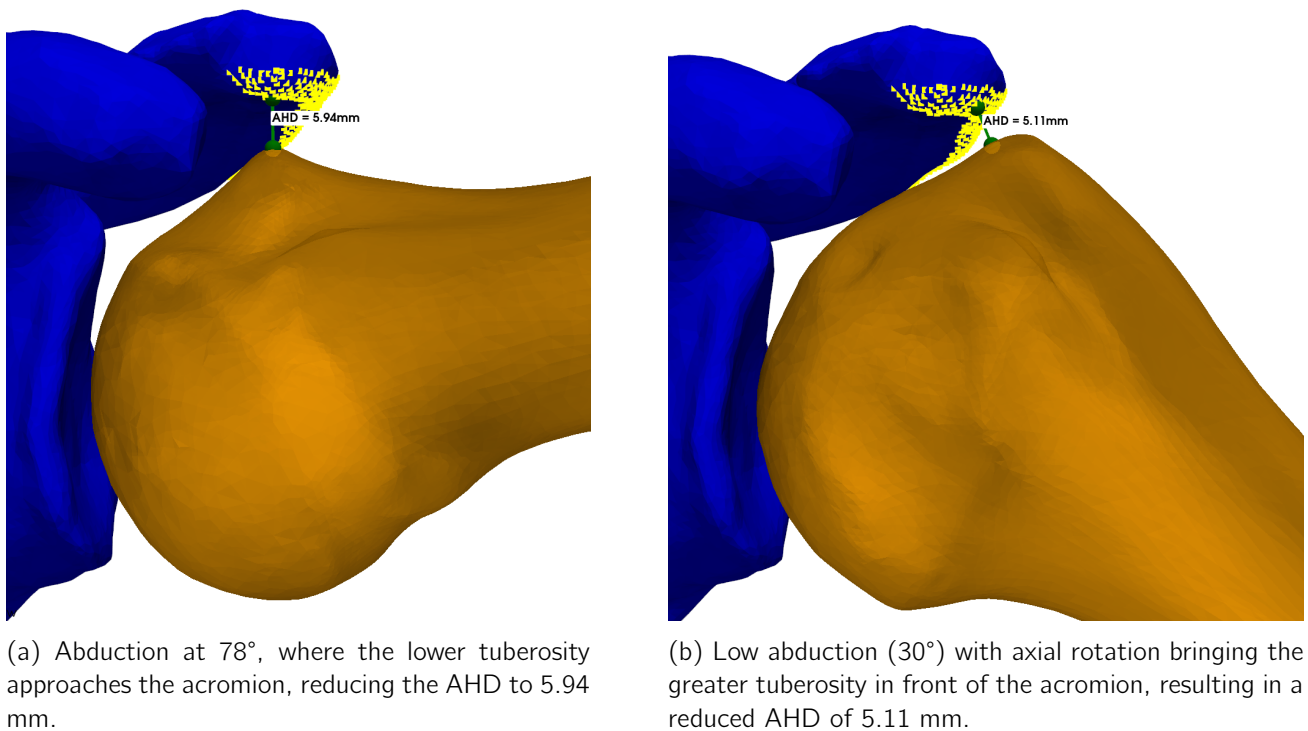 AHD = 5.94mm
AHD = 5.11mm
(a) Abduction at 78°, where the lower tuberosity
approaches the acromion, reducing the AHD to 5.94
mm.
(b) Low abduction (30°) with axial rotation bringing the
greater tuberosity in front of the acromion, resulting in a
reduced AHD of 5.11 mm.